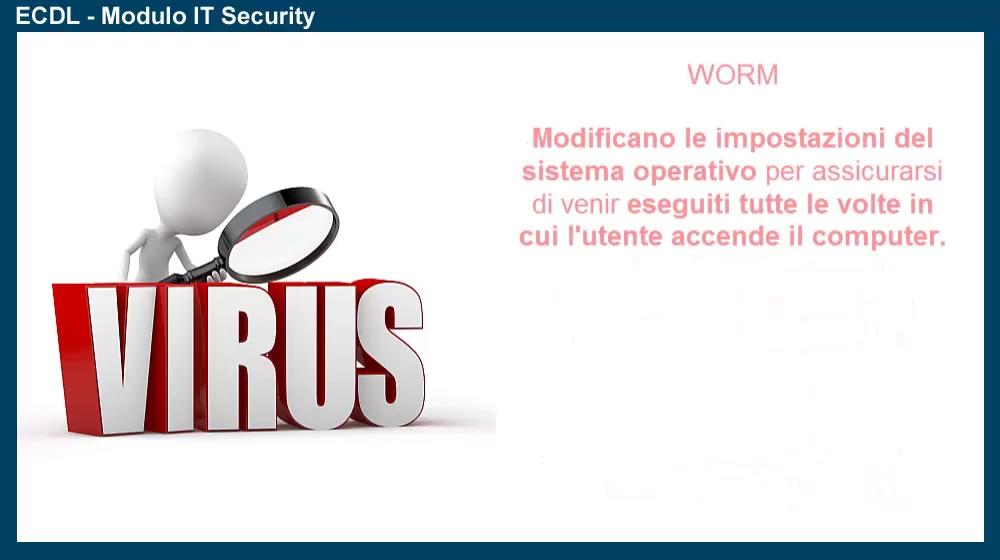 ECDL - Modulo IT Security
WORM
Modificano le impostazioni del
sistema operativo per assicurarsi
di venir eseguiti tutte le volte in
cui l'utente accende il computer.
VIRUS